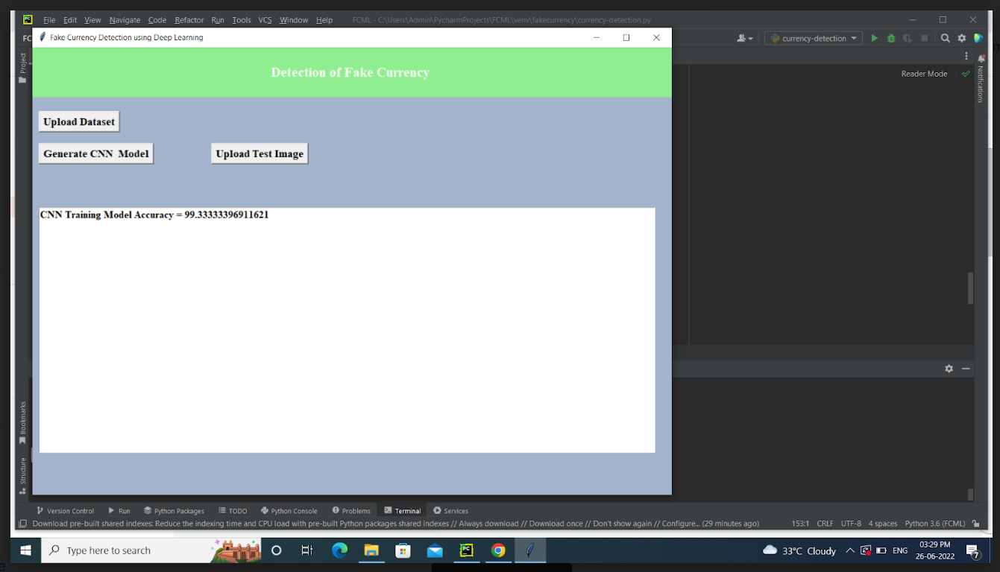 File Edit View Navigate Code Refactor Run Tools VCS Window Help FCML - C:\Users\Admin\PycharmProjects\FCML\venv\fakecurrency\currency-detection.py
FC
Fake Currency Detection using Deep Learning
currency-detection
Project
Notifications
Reader Mode
Detection of Fake Currency
Upload Dataset
Generate CNN Model
Upload Test Image
CNN Training Model Accuracy = 99.33333396911621
Bookmarks
Structure
Version Control Run Python Packages TODO Python Console Problems Terminal Services
Download pre-built shared indexes: Reduce the indexing time and CPU load with pre-built Python packages shared indexes // Always download // Download once // Don't show again // Configure... (29 minutes ago) 153:1 CRLF UTF-8 4 spaces Python 3.6 (FCML)
Type here to search
33°C Cloudy
ENG
03:29 PM
26-06-2022
7